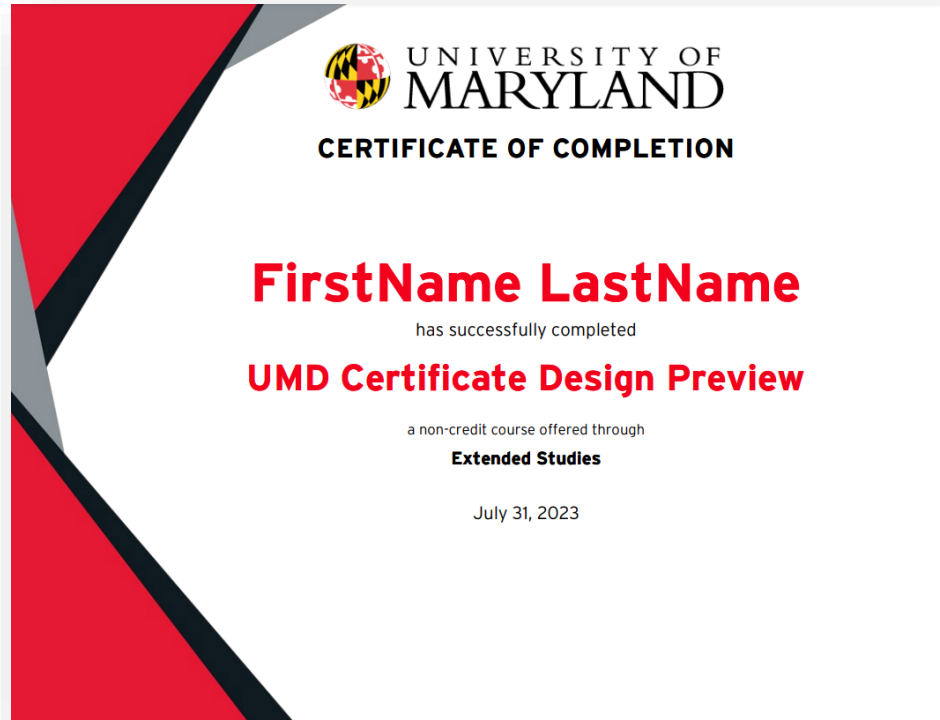 UNIVERSITY OF
MARYLAND
CERTIFICATE OF COMPLETION
FirstName LastName
has successfully completed
UMD Certificate Design Preview
a non-credit course offered through
Extended Studies
July 31, 2023